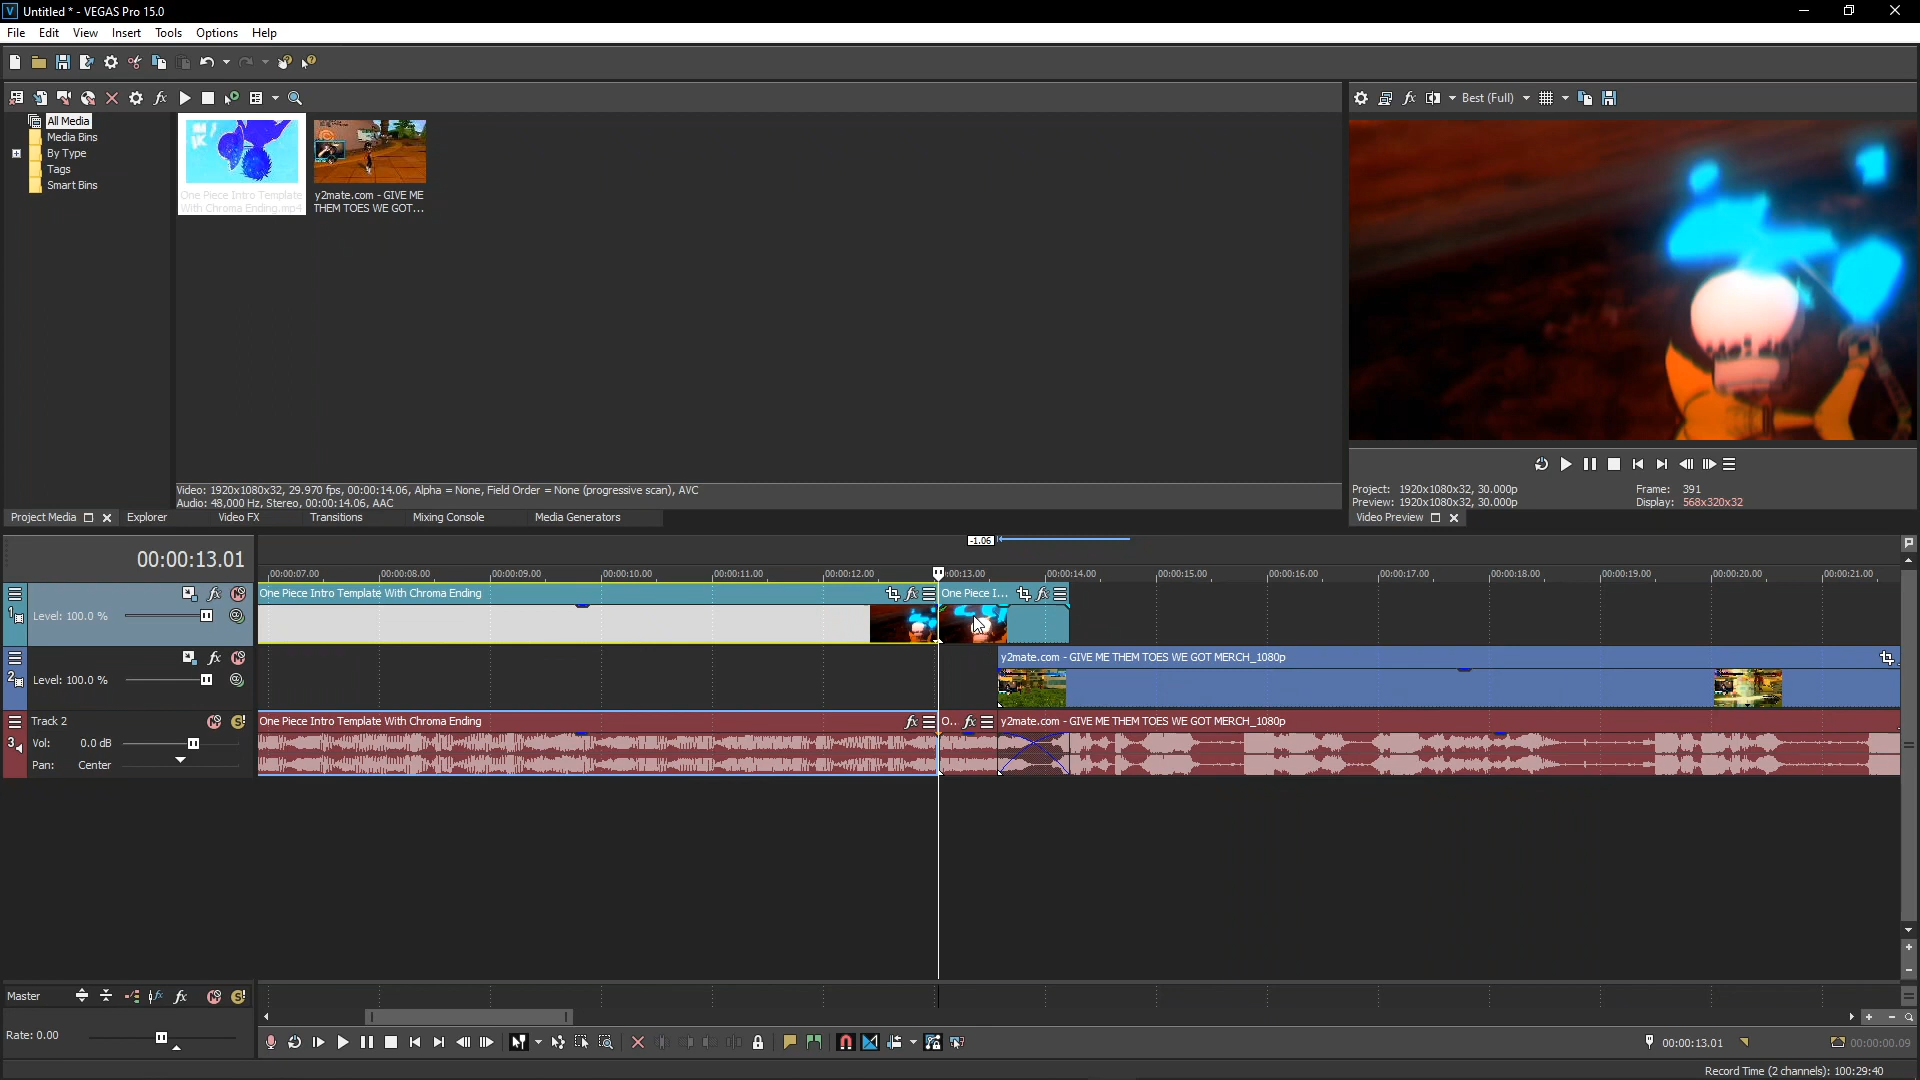 Untitled * - VEGAS Pro 15.0
File Edit View Insert Tools Options Help
Best (Full)
All Media
Media Bins
By Type
Tags
Smart Bins
One Piece Intro Template With Chroma Ending.mp4
y2mate.com - GIVE ME THEM TOES WE GOT...
Video: 1920x1080x32, 29.970 fps, 00:00:14.06, Alpha = None, Field Order = None (progressive scan), AVC
Audio: 48,000 Hz, Stereo, 00:00:14.06, AAC
Project: 1920x1080x32, 30.000p Frame: 391
Preview: 1920x1080x32, 30.000p Display: 568x320x32
Project Media Explorer Video FX Transitions Mixing Console Media Generators Video Preview
00:00:13.01
-1.06
00:00:07.00 00:00:08.00 00:00:09.00 00:00:10.00 00:00:11.00 00:00:12.00 :00:13.00 00:00:14.00 00:00:15.00 00:00:16.00 00:00:17.00 00:00:18.00 00:00:19.00 00:00:20.00 00:00:21.00
1 Level: 100.0 %
One Piece Intro Template With Chroma Ending One Piece I...
2 Level: 100.0 %
y2mate.com - GIVE ME THEM TOES WE GOT MERCH_1080p
3 Track 2
One Piece Intro Template With Chroma Ending O.. y2mate.com - GIVE ME THEM TOES WE GOT MERCH_1080p
Vol: 0.0 dB
Pan: Center
Master
Rate: 0.00
00:00:13.01 00:00:00.09
Record Time (2 channels): 100:29:40